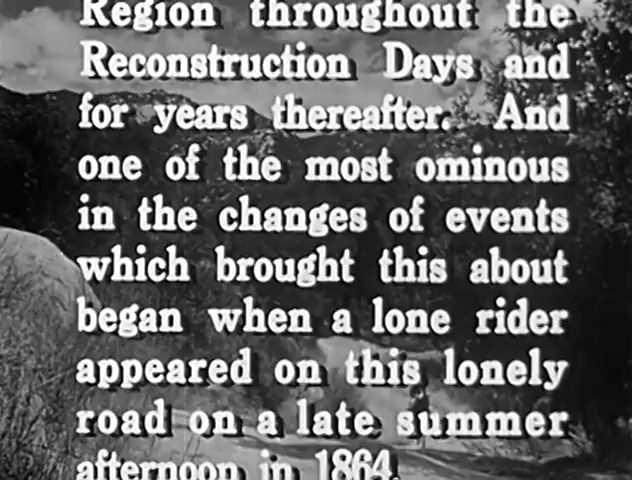 Region throughout the
Reconstruction Days and
for years thereafter. And
one of the most ominous
in the changes of events
which brought this about
began when a lone rider
appeared on this lonely
road on a late summer
afternoon in 1864.